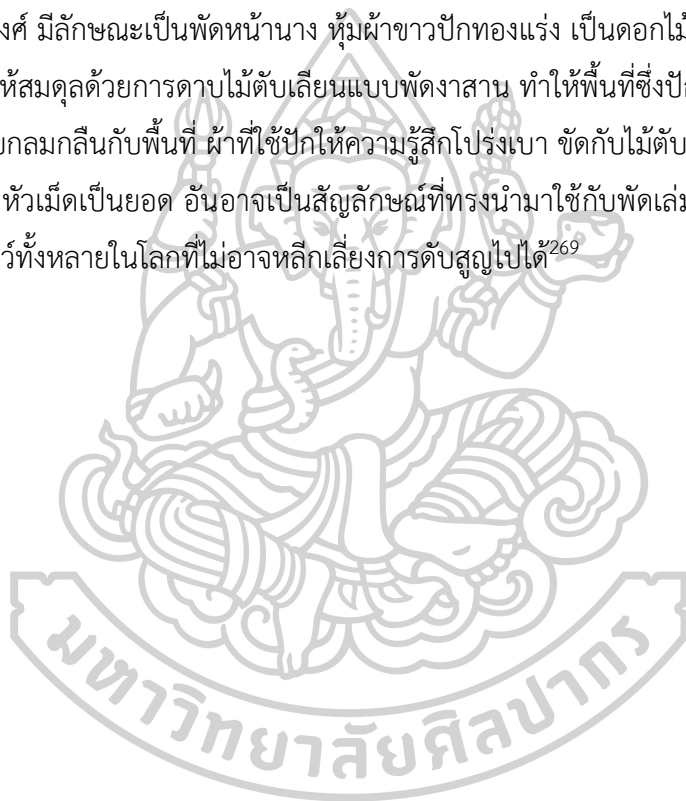 งศ์ มีลักษณะเป็นพัดหน้านาง หุ้มผ้าขาวปักทองแร่ง เป็นดอกไม้
ห้สมดุลด้วยการดาบไม้ตับเลียนแบบพัดงาสาน ทำให้พื้นที่ซึ่งปัก
บกลมกลืนกับพื้นที่ ผ้าที่ใช้ปักให้ความรู้สึกโปร่งเบา ขัดกับไม้ตับ
หัวเม็ดเป็นยอด อันอาจเป็นสัญลักษณ์ที่ทรงนำมาใช้กับพัดเล่ม
ว์ทั้งหลายในโลกที่ไม่อาจหลีกเลี่ยงการดับสูญไปได้269
มหาวิทยาลัยศิลปากร